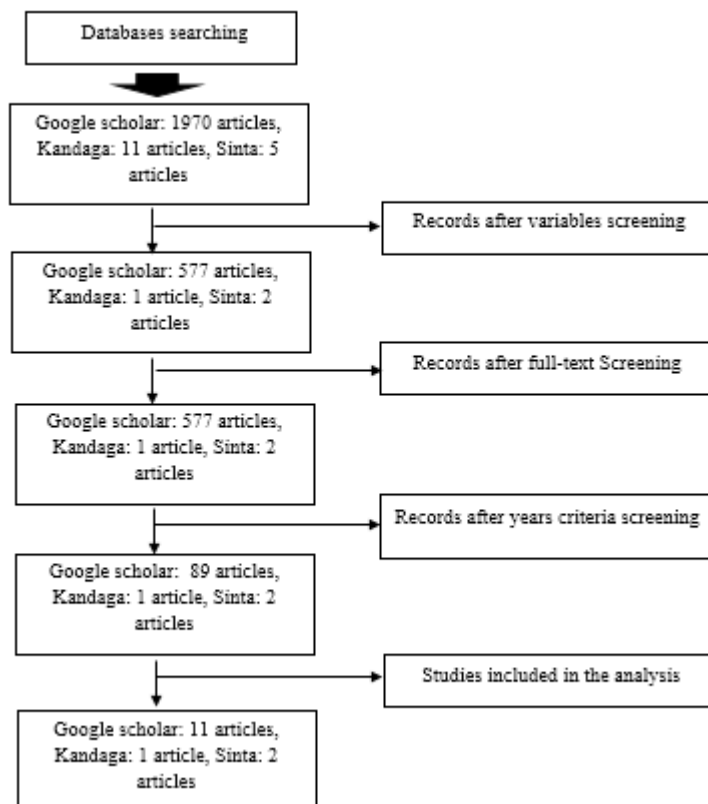 Databases searching
Google scholar: 1970 articles,
Kandaga: 11 articles, Sinta: 5
articles
Records after variables screening
Google scholar: 577 articles,
Kandaga: 1 article, Sinta: 2
articles
Records after full-text Screening
Google scholar: 577 articles,
Kandaga: 1 article, Sinta: 2
articles
Records after years criteria screening
Google scholar:  89 articles,
Kandaga: 1 article, Sinta: 2
articles
Studies included in the analysis
Google scholar: 11 articles,
Kandaga: 1 article, Sinta: 2
articles